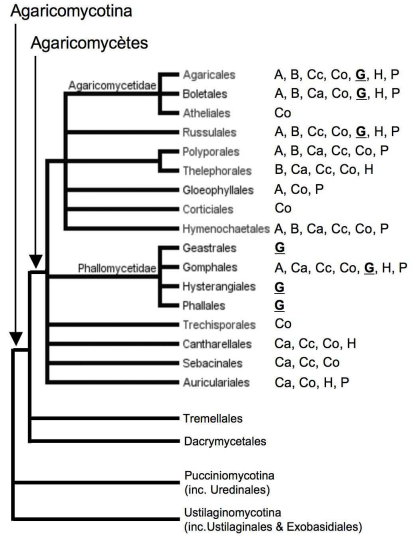 Agaricomycotina
Agaricomycètes
Agaricomycetidae
Agaricales A, B, Cc, Co, G, H, P
Boletales A, B, Ca, Co, G, H, P
Atheliales Co
Russulales A, B, Cc, Co, G, H, P
Polyporales A, B, Ca, Cc, Co, P
Thelephorales B, Ca, Cc, Co, H
Gloeophyllales A, Co, P
Corticiales Co
Hymenochaetales A, B, Ca, Cc, Co, P
Phallomycetidae
Geastrales G
Gomphales A, Ca, Cc, Co, G, H, P
Hysterangiales G
Phallales G
Trechisporales Co
Cantharellales Ca, Cc, Co, H
Sebacinales Ca, Cc, Co
Auriculariales Ca, Co, H, P
Tremellales
Dacrymycetales
Pucciniomycotina
(inc. Uredinales)
Ustilaginomycotina
(inc.Ustilaginales & Exobasidiales)